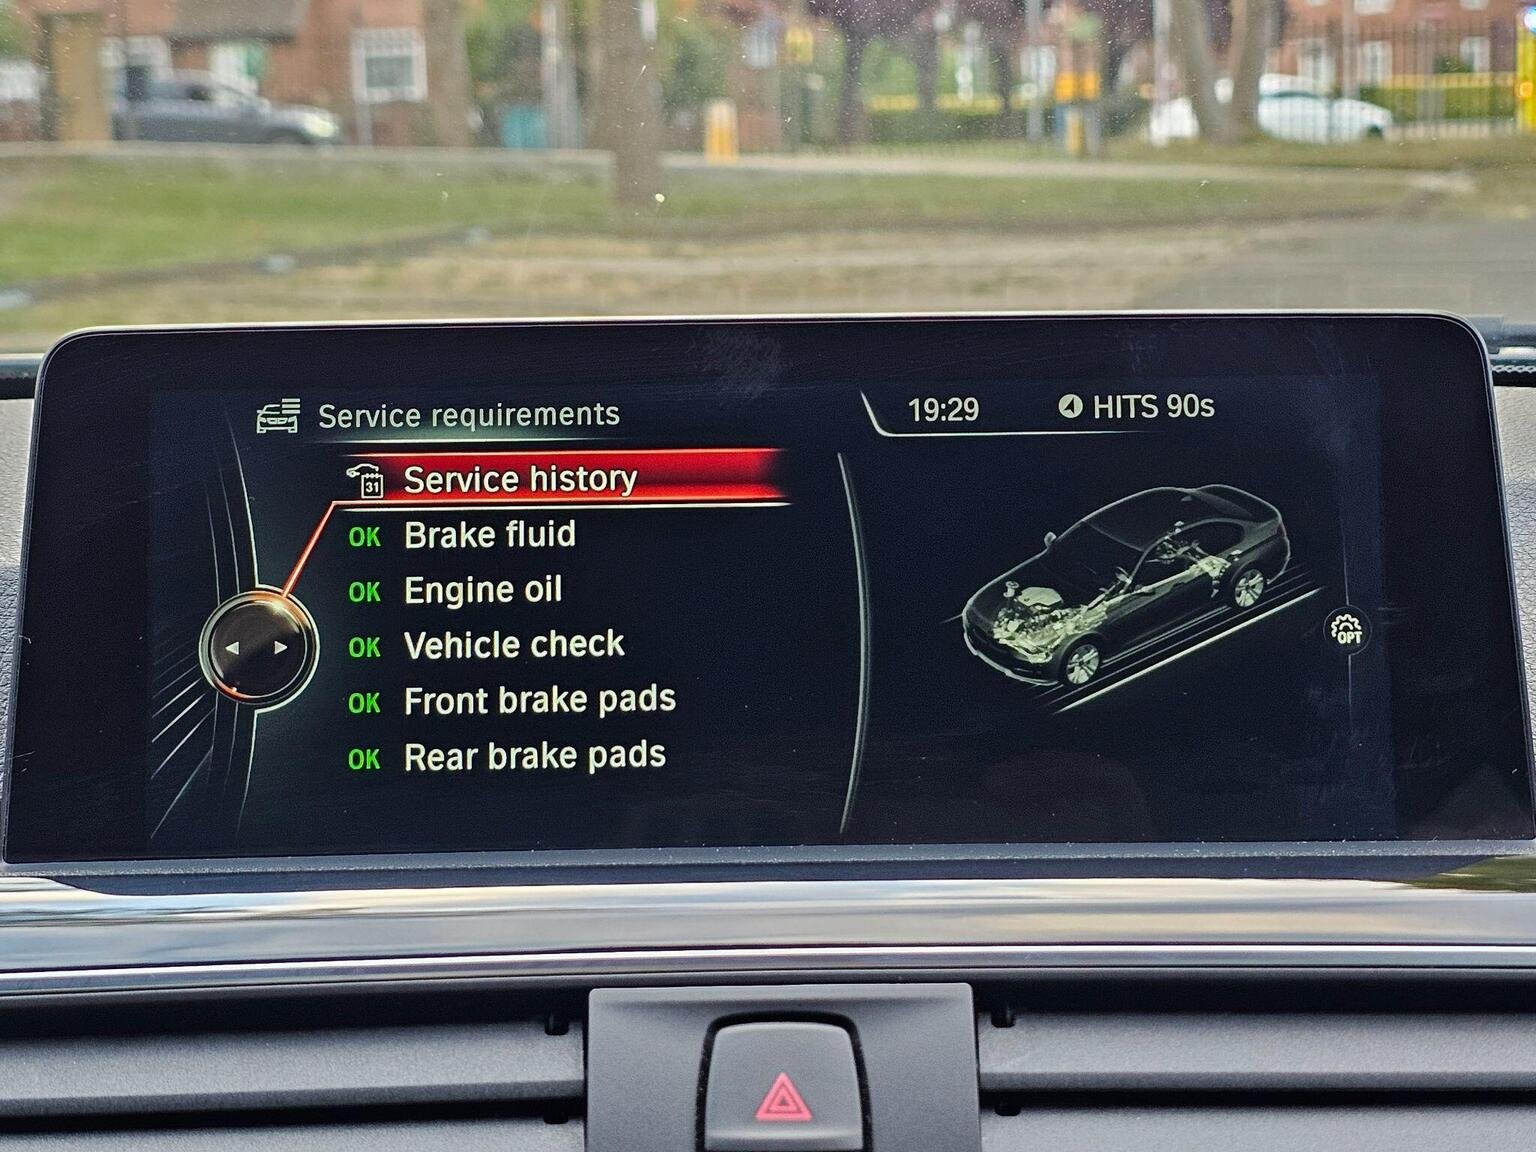 Service requirements
19:29 HITS 90s
31 Service history
OK Brake fluid
OK Engine oil
OK Vehicle check
OK Front brake pads
OK Rear brake pads
OPT